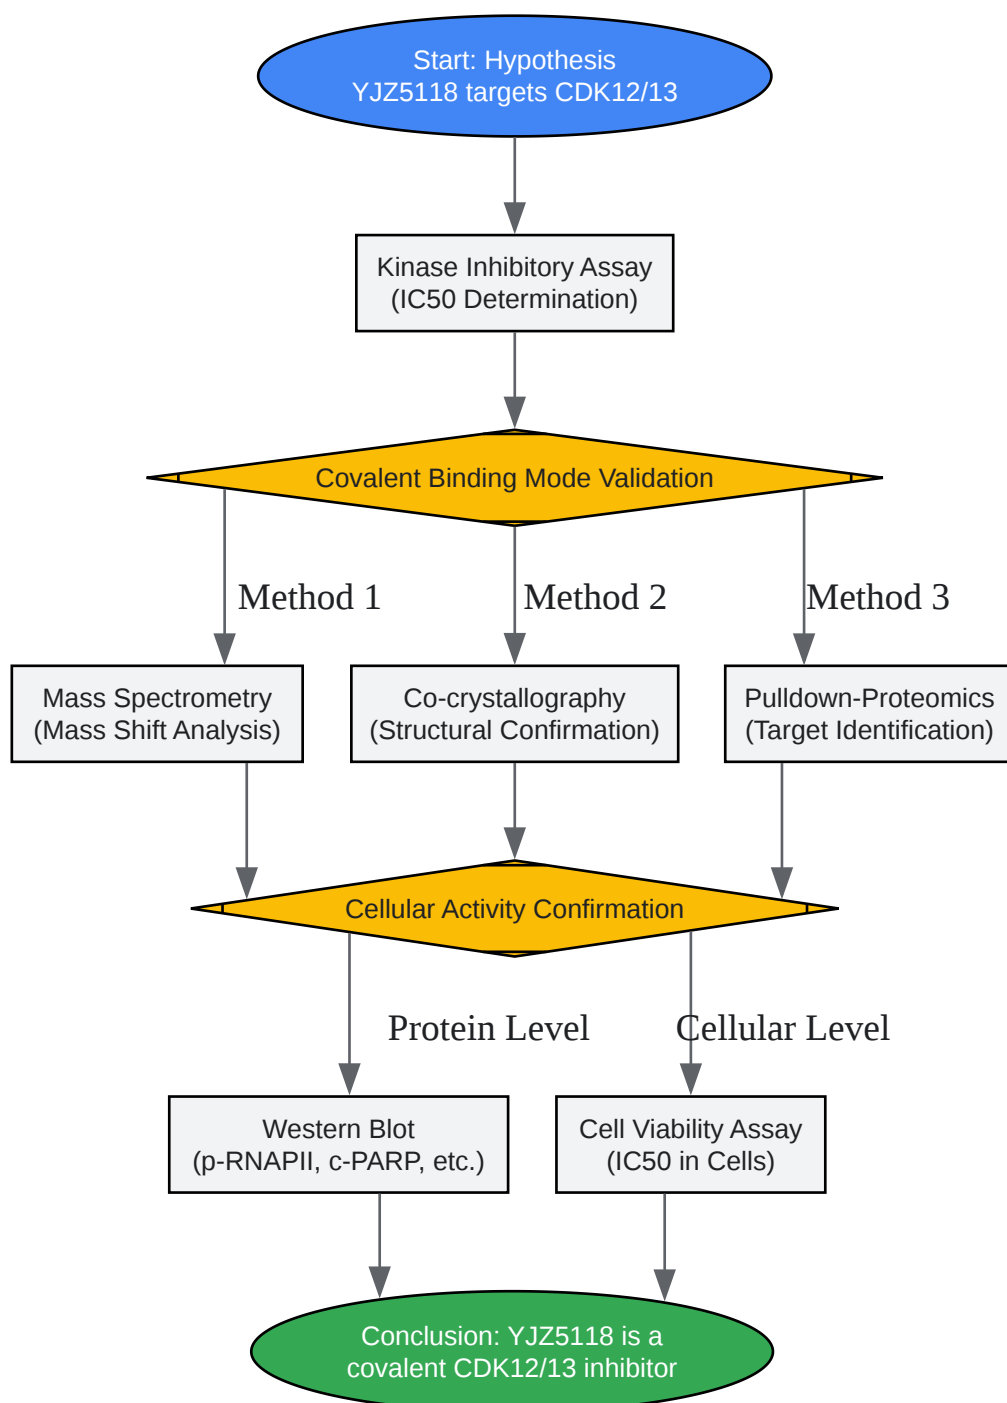 Start: Hypothesis
YJZ5118 targets CDK12/13
Kinase Inhibitory Assay
(IC50 Determination)
Covalent Binding Mode Validation
Method 1
Method 2
Method 3
Mass Spectrometry
(Mass Shift Analysis)
Co-crystallography
(Structural Confirmation)
Pulldown-Proteomics
(Target Identification)
Cellular Activity Confirmation
Protein Level
Cellular Level
Western Blot
(p-RNAPII, c-PARP, etc.)
Cell Viability Assay
(IC50 in Cells)
Conclusion: YJZ5118 is a
covalent CDK12/13 inhibitor